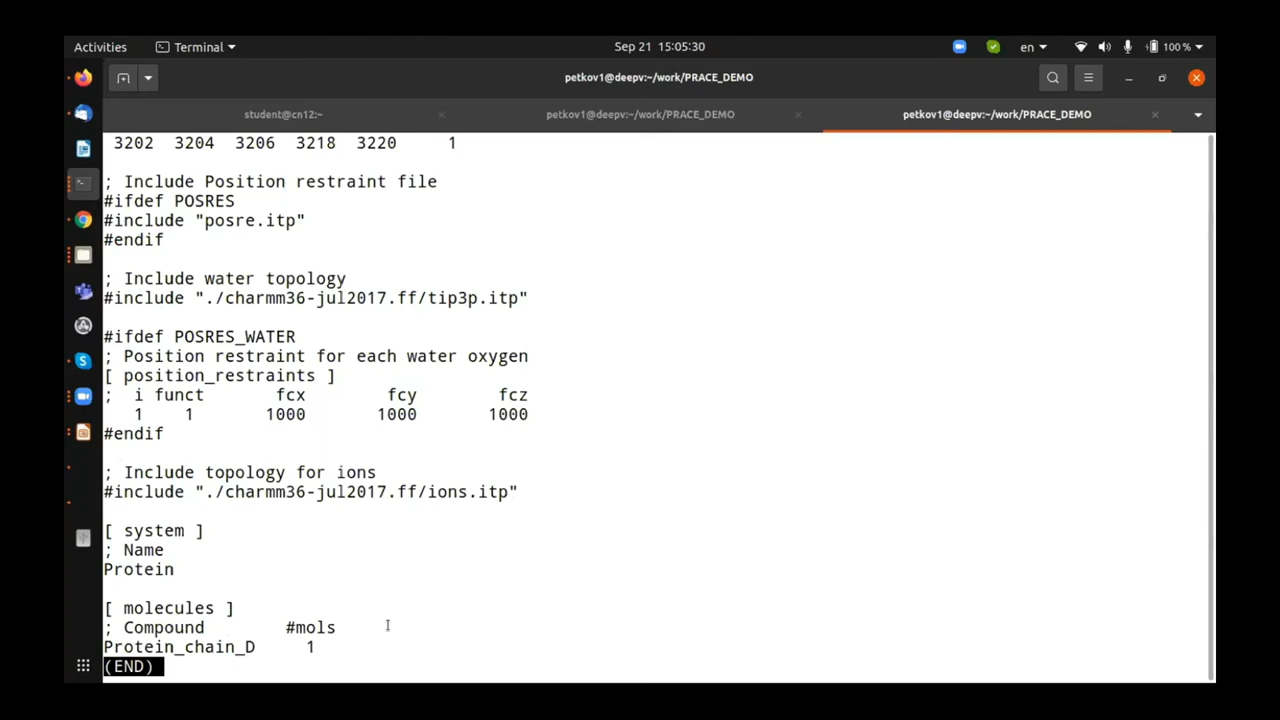 Activities
Terminal
Sep 21 15:05:30
en
100 %
petkov1@deepv:~/work/PRACE_DEMO
student@cn12:~
petkov1@deepv:~/work/PRACE_DEMO
petkov1@deepv:~/work/PRACE_DEMO
3202 3204 3206 3218 3220 1
; Include Position restraint file
#ifdef POSRES
#include "posre.itp"
#endif
; Include water topology
#include "./charmm36-jul2017.ff/tip3p.itp"
#ifdef POSRES_WATER
; Position restraint for each water oxygen
[ position_restraints ]
; i funct fcx fcy fcz
1 1 1000 1000 1000
#endif
; Include topology for ions
#include "./charmm36-jul2017.ff/ions.itp"
[ system ]
; Name
Protein
[ molecules ]
; Compound #mols
Protein_chain_D 1
(END)